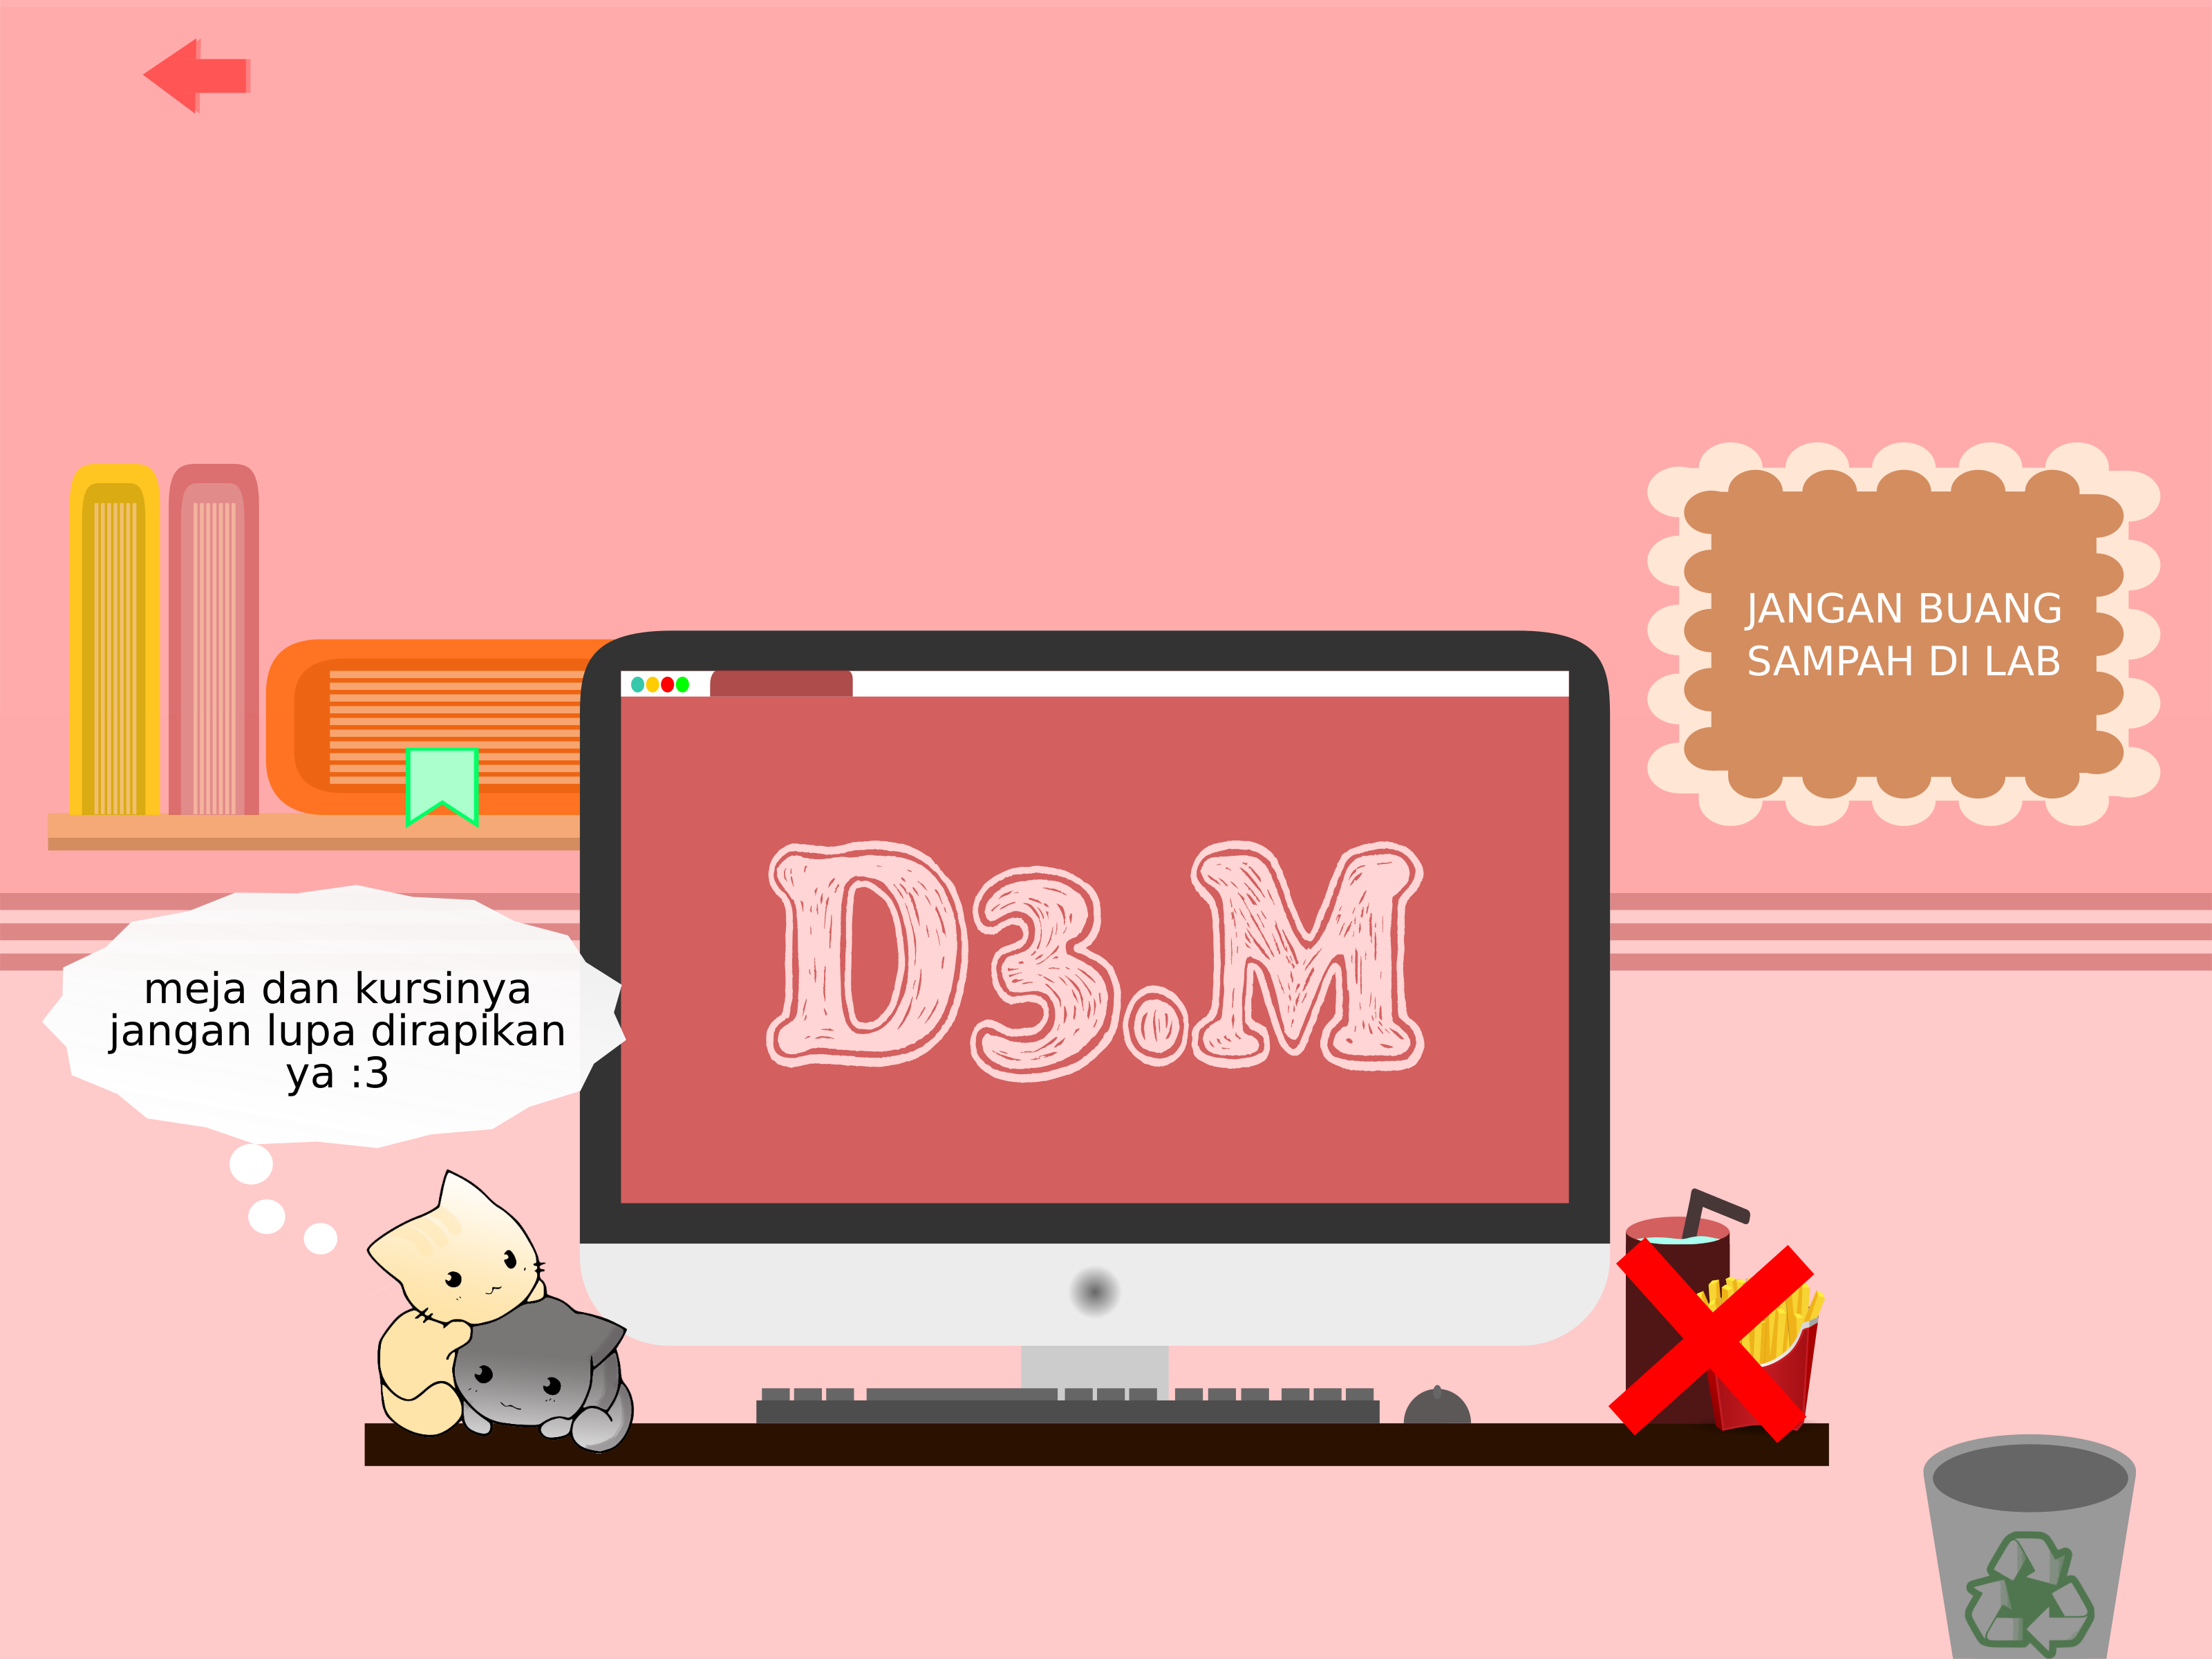 JANGAN BUANG
SAMPAH DI LAB
D3.M
meja dan kursinya
jangan lupa dirapikan
ya :3